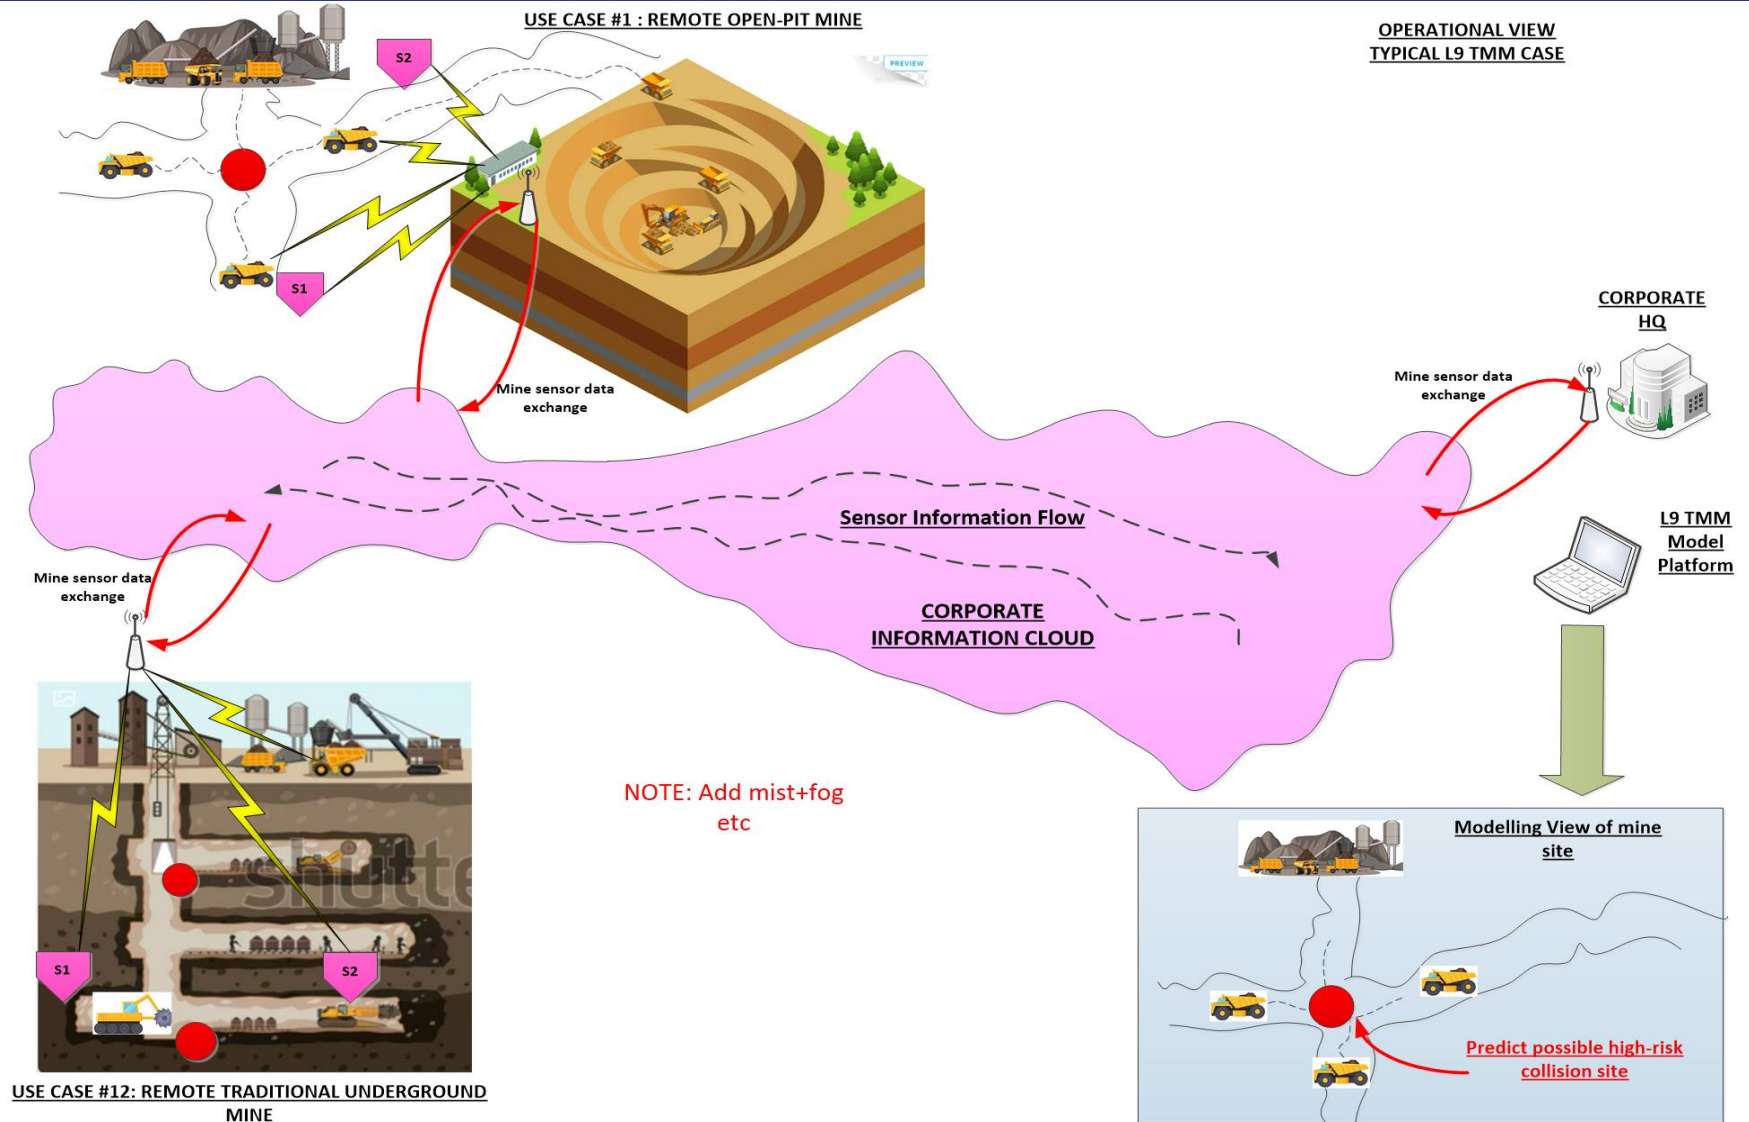 USE CASE #1 : REMOTE OPEN-PIT MINE
OPERATIONAL VIEW
TYPICAL L9 TMM CASE
S2
PREVIEW
S1
CORPORATE
HQ
Mine sensor data
exchange
Mine sensor data
exchange
Sensor Information Flow
L9 TMM
Model
Platform
Mine sensor data
exchange
CORPORATE
INFORMATION CLOUD
NOTE: Add mist+fog
etc
Modelling View of mine
site
shutte
S1
S2
Predict possible high-risk
collision site
USE CASE #12: REMOTE TRADITIONAL UNDERGROUND
MINE